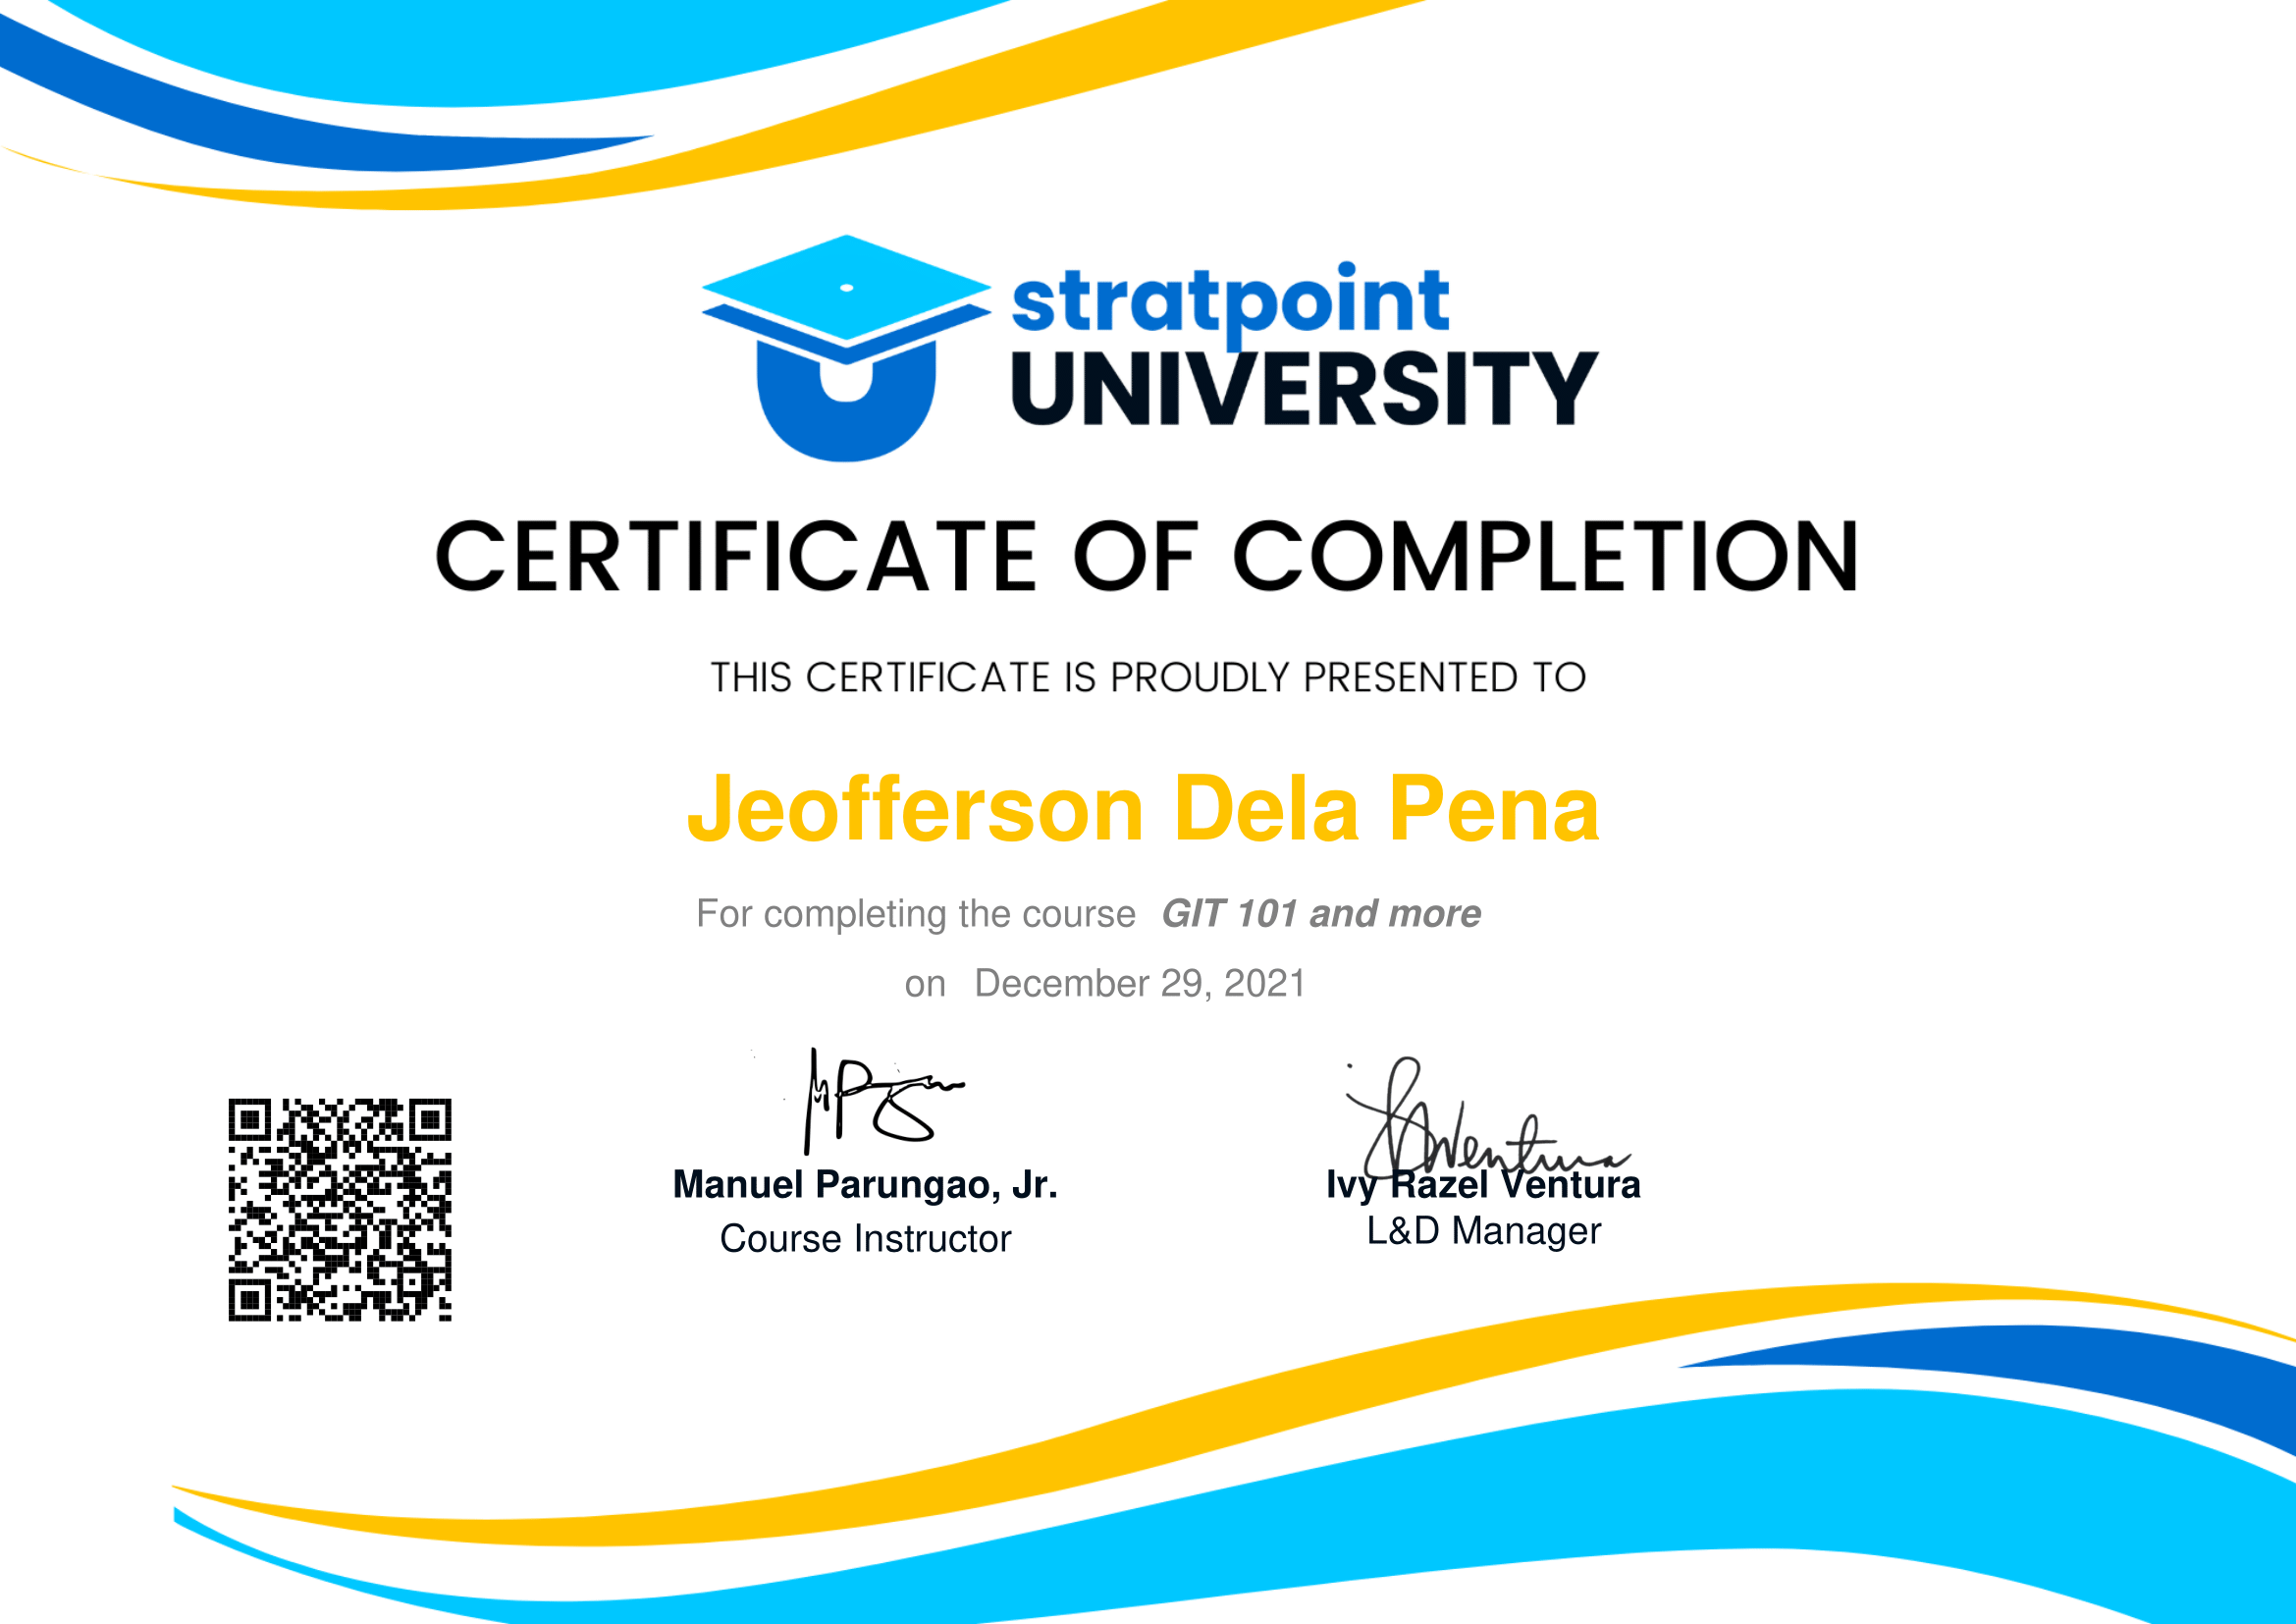 stratpoint
UNIVERSITY
CERTIFICATE OF COMPLETION
THIS CERTIFICATE IS PROUDLY PRESENTED TO
Jeofferson Dela Pena
For completing the course GIT 101 and more
on December 29, 2021
Manuel Parungao, Jr.
Course Instructor
Ivy Razel Ventura
L&D Manager